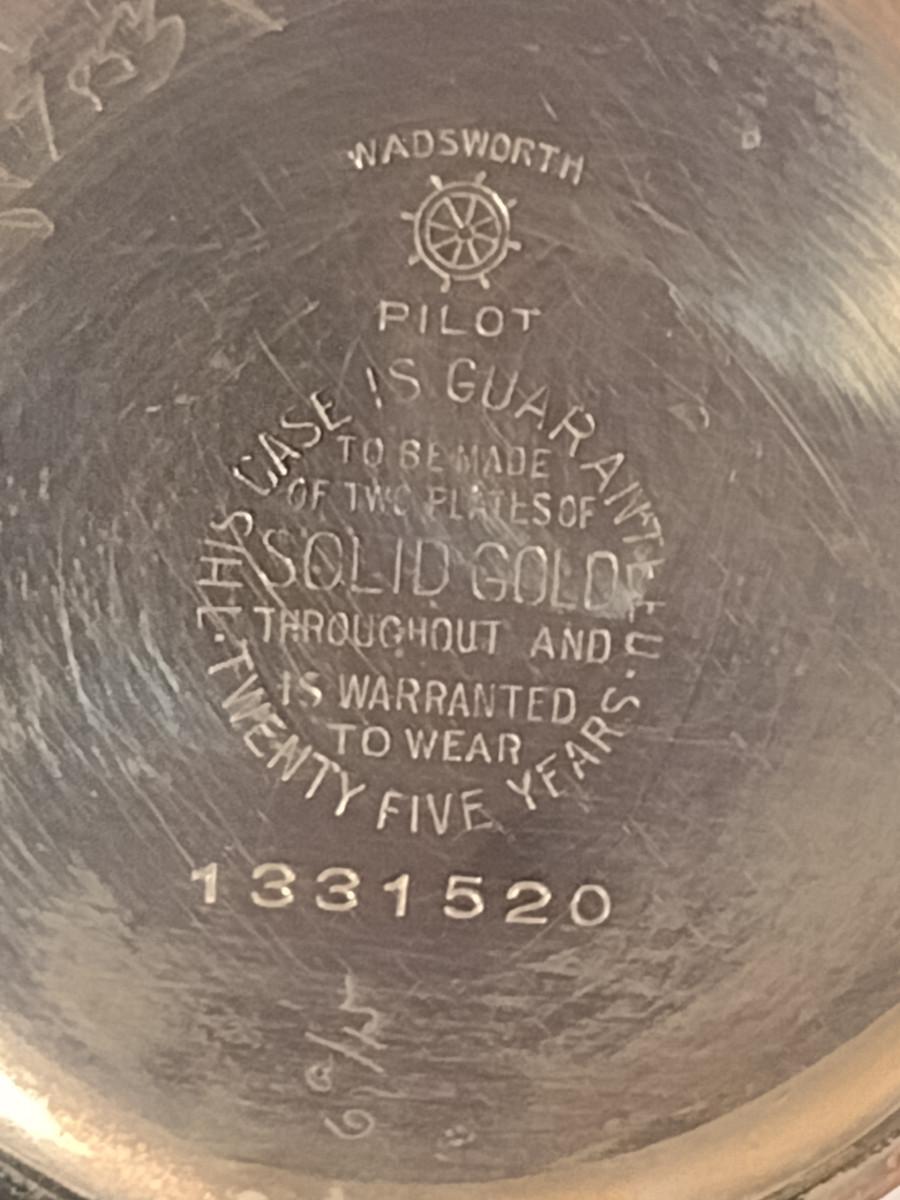 WADSWORTH
PILOT
THIS CASE IS GUARANTEED
TO BE MADE
OF TWO PLATES OF
SOLID GOLD
THROUGHOUT AND
IS WARRANTED
TO WEAR
TWENTY FIVE YEARS
1331520